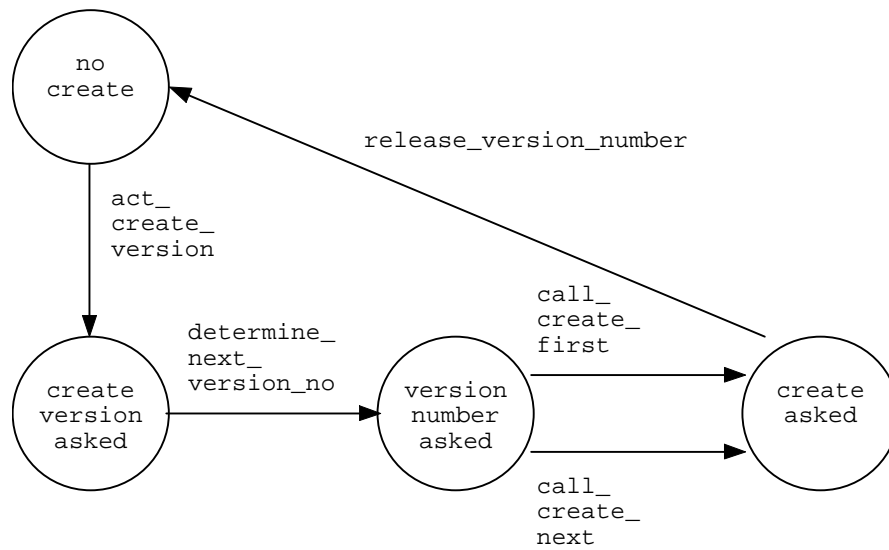 no
create
release_version_number
act_
create_
version
call_
create_
first
determine_
next_
version_no
create
version
asked
version
number
asked
create
asked
call_
create_
next